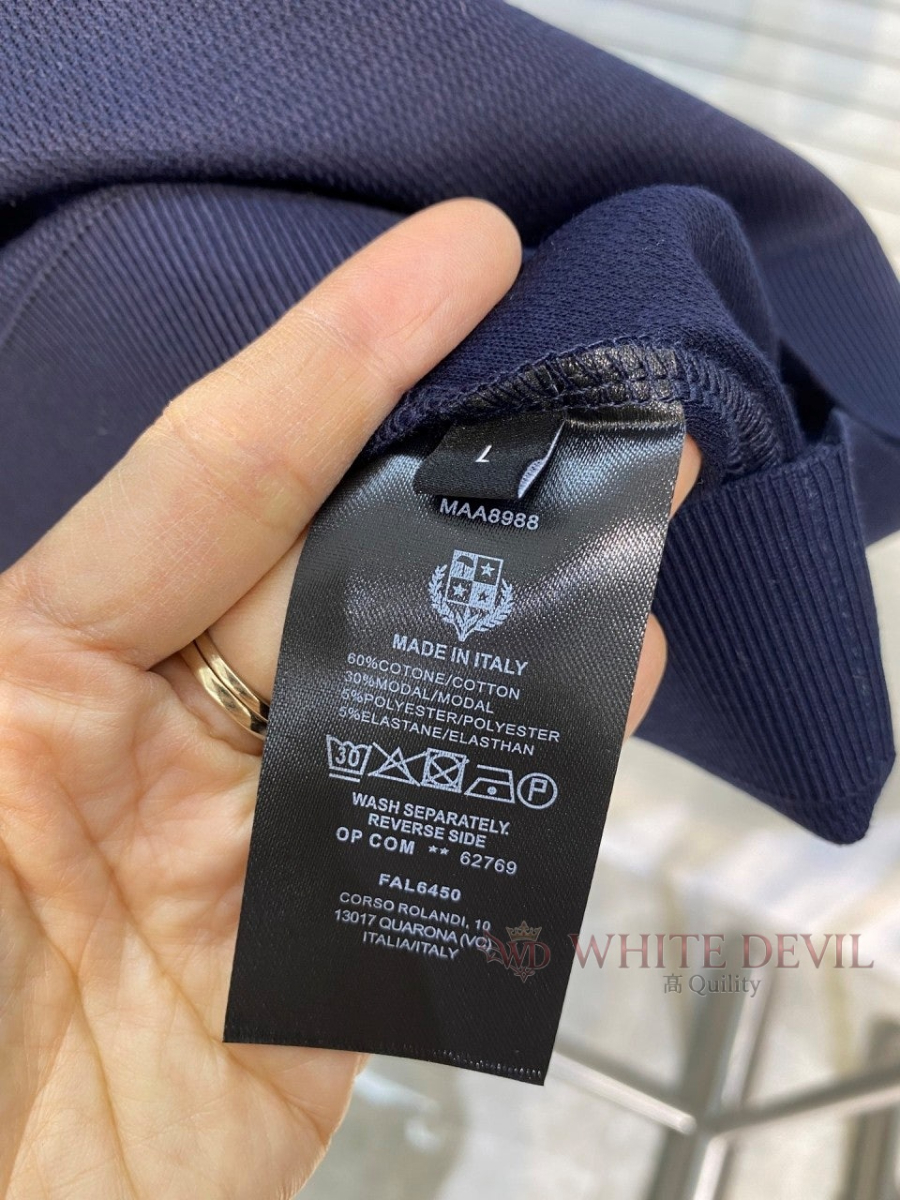 L
MAA8988
MADE IN ITALY
60%COTONE/COTTON
30%MODAL/MODAL
5%POLYESTER/POLYESTER
5%ELASTANE/ELASTHAN
30 P
WASH SEPARATELY.
REVERSE SIDE
OP COM ** 62769
FAL6450
CORSO ROLANDI, 10
13017 QUARONA (VC)
ITALIA/ITALY
WD WHITE DEVIL
高 Quility